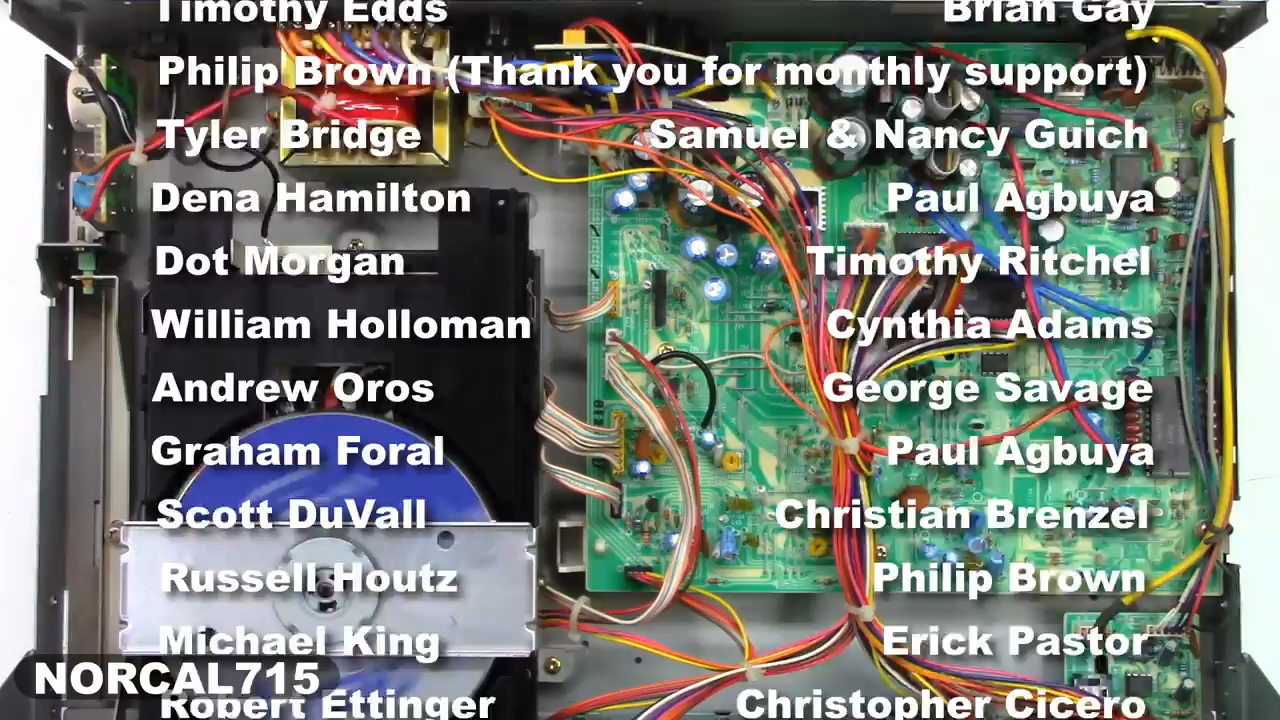 Timothy Edds Brian Gay
Philip Brown (Thank you for monthly support)
Tyler Bridge Samuel & Nancy Guich
Dena Hamilton Paul Agbuya
Dot Morgan Timothy Ritchel
William Holloman Cynthia Adams
Andrew Oros George Savage
Graham Foral Paul Agbuya
Scott DuVall Christian Brenzel
Russell Houtz Philip Brown
Michael King Erick Pastor
NORCAL715
Robert Ettinger Christopher Cicero